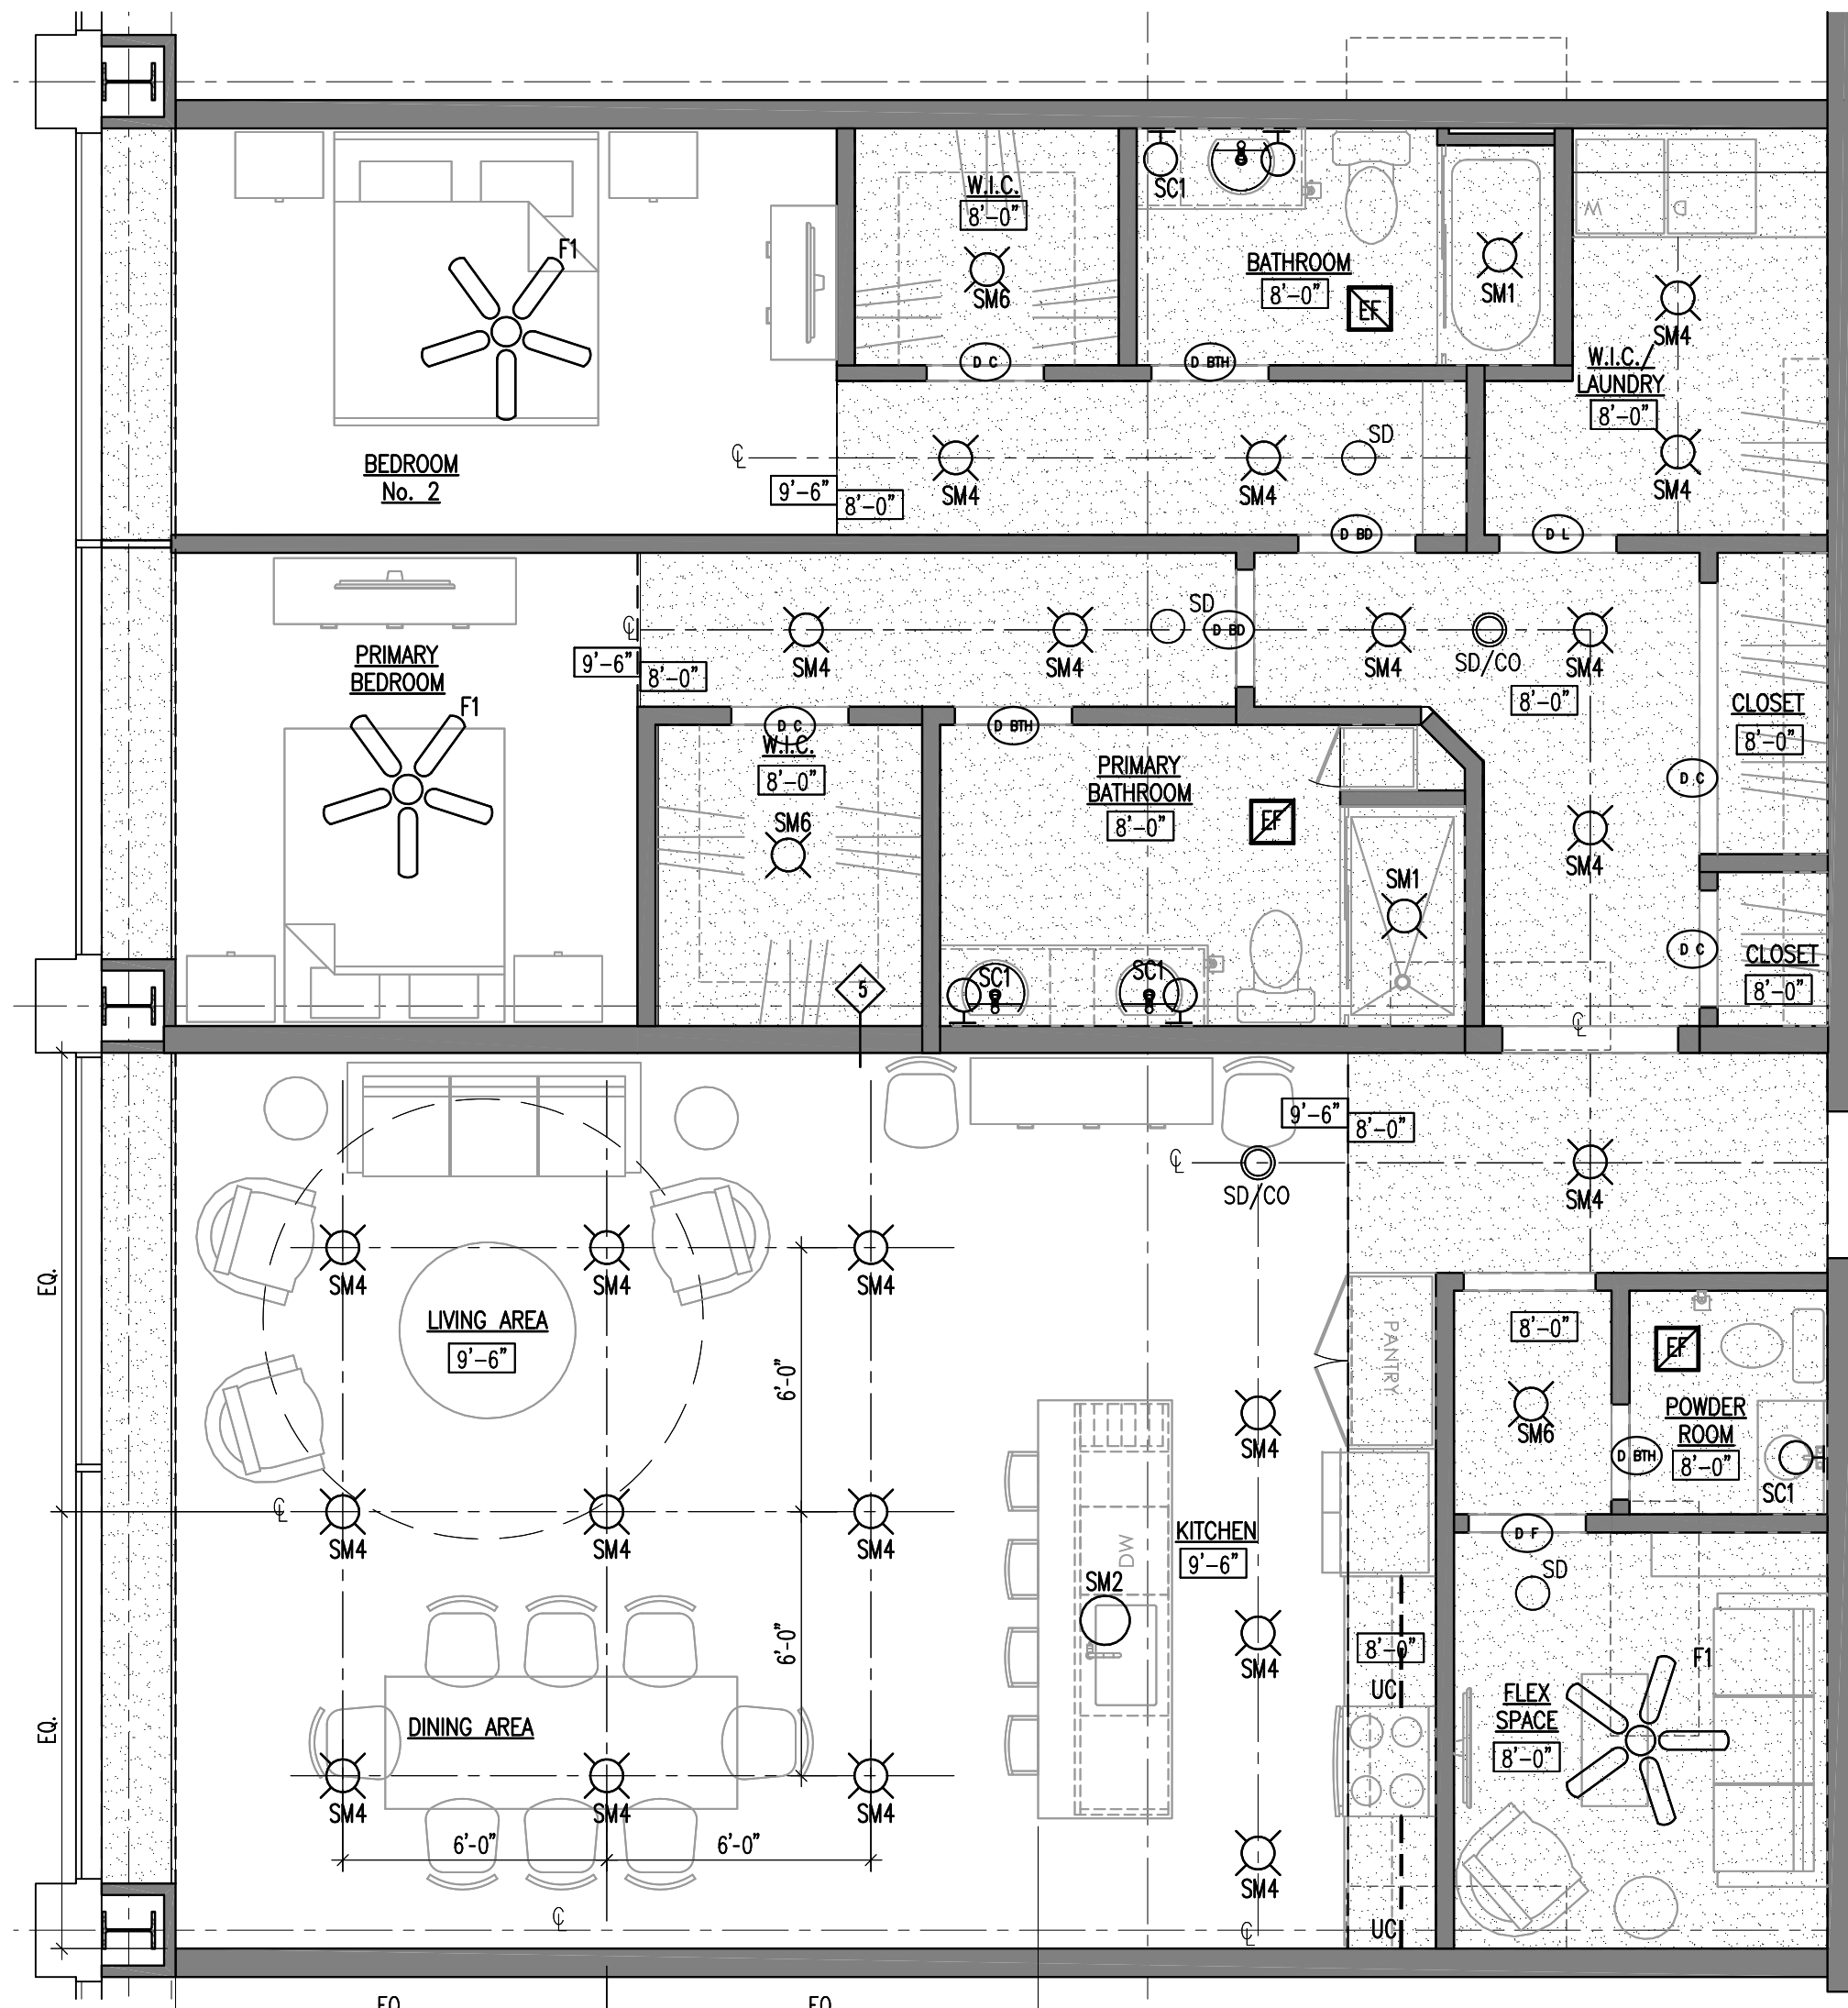 W.I.C.
8'-0"
SM6
SC1
BATHROOM
8'-0"
EF
SM1
W
D
SM4
W.I.C./
LAUNDRY
8'-0"
SM4
F1
D C
D BTH
BEDROOM
No. 2
℄
9'-6"
8'-0"
SM4
SM4
SD
D BD
D L
PRIMARY
BEDROOM
F1
℄
9'-6"
8'-0"
SM4
SM4
SD
D BD
SM4
SD/CO
SM4
8'-0"
CLOSET
8'-0"
D C
D C
W.I.C.
8'-0"
SM6
D BTH
PRIMARY
BATHROOM
8'-0"
EF
SM1
SM4
D C
CLOSET
8'-0"
SC1
SC1
5
℄
9'-6"
8'-0"
℄
SD/CO
SM4
EQ.
SM4
SM4
SM4
LIVING AREA
9'-6"
6'-0"
PANTRY
8'-0"
EF
SM6
POWDER
ROOM
8'-0"
D BTH
SC1
SM4
℄
SM4
SM4
SM4
KITCHEN
9'-6"
DW
SM2
D F
SD
6'-0"
SM4
8'-0"
UC
F1
FLEX
SPACE
8'-0"
EQ.
DINING AREA
SM4
SM4
SM4
6'-0"
6'-0"
SM4
℄
℄
UC
EQ
EQ